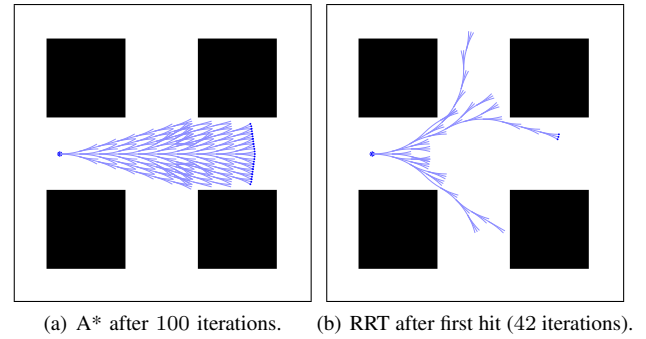 (a) A* after 100 iterations.
(b) RRT after first hit (42 iterations).